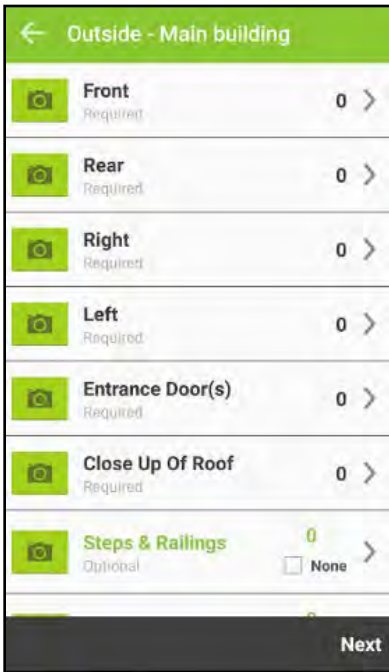 Outside - Main building
Front
0
Required
Rear
0
Required
Right
0
Required
Left
0
Required
Entrance Door(s)
0
Required
Close Up Of Roof
0
Required
Steps & Railings
0
Optional
None
Next